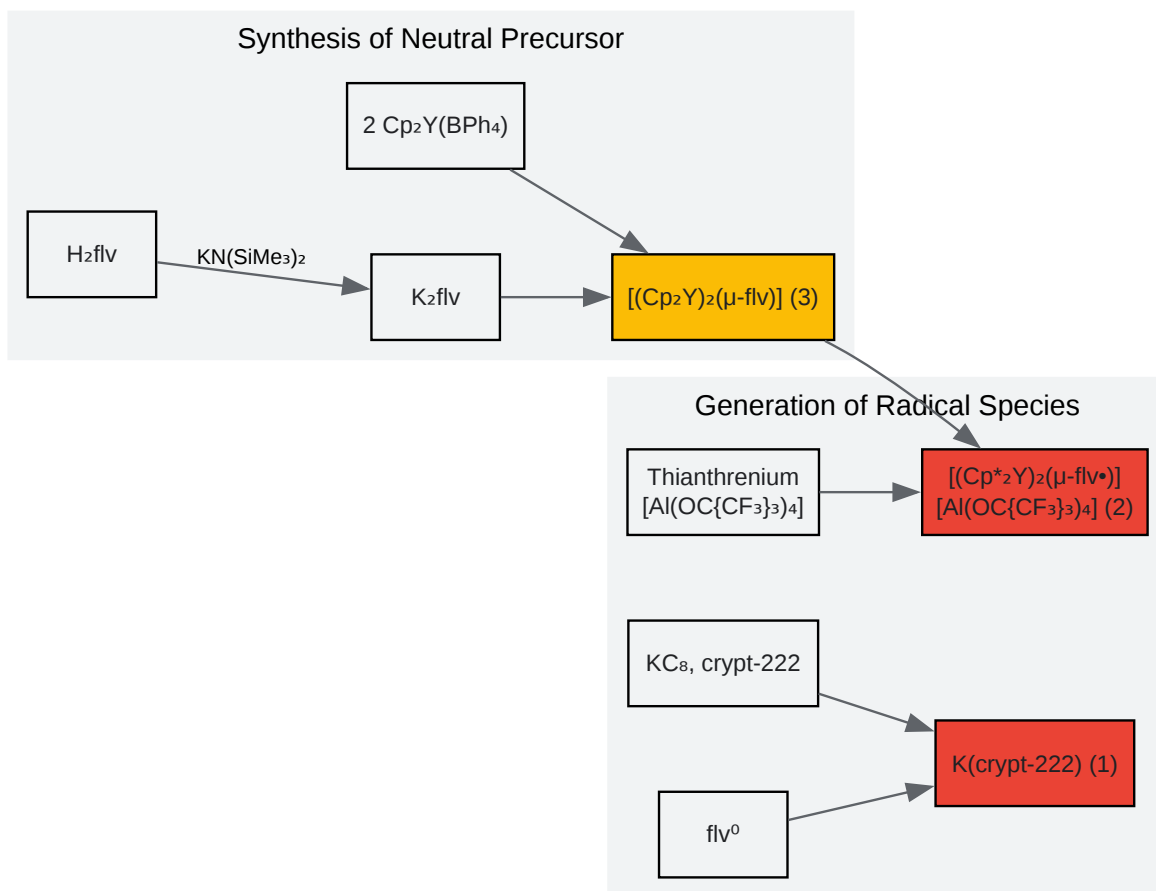 Synthesis of Neutral Precursor
2 Cp₂Y(BPh₄)
H₂flv
KN(SiMe₃)₂
K₂flv
[(Cp₂Y)₂(μ-flv)] (3)
Generation of Radical Species
Thianthrenium
[Al(OC{CF₃}₃)₄]
[(Cp*₂Y)₂(μ-flv•)]
[Al(OC{CF₃}₃)₄] (2)
KC₈, crypt-222
K(crypt-222) (1)
flv⁰